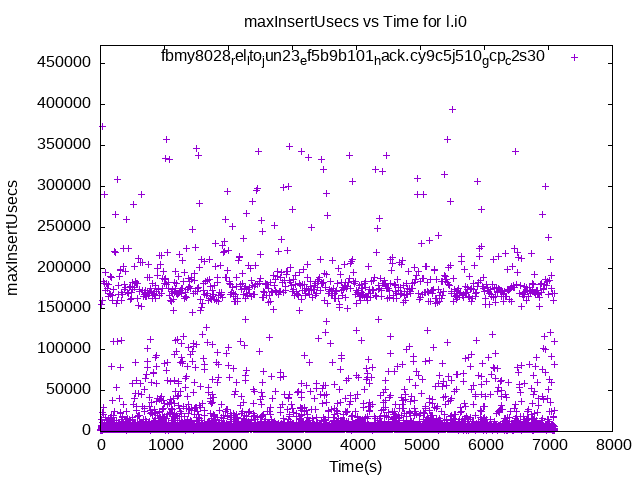 maxInsertUsecs vs Time for l.i0
fbmy8028relltojun23ef5b9b101hack.cy9c5j510gcpc2s30
450000
400000
350000
300000
250000
200000
150000
100000
50000
0
maxInsertUsecs
0 1000 2000 3000 4000 5000 6000 7000 8000
Time(s)